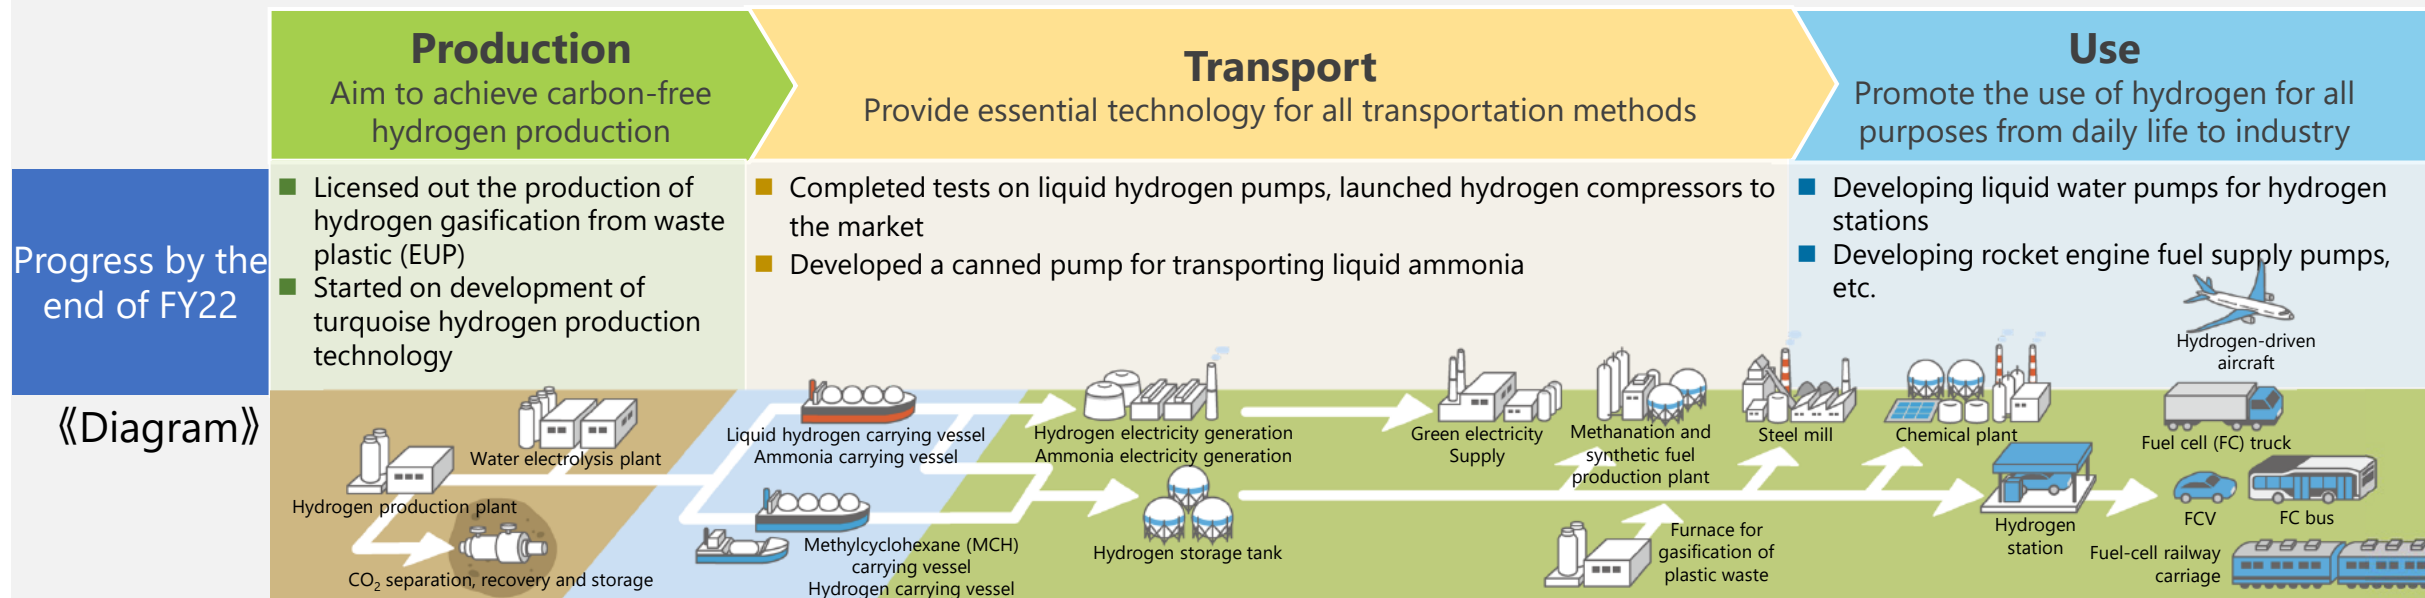 Production
Aim to achieve carbon-free
hydrogen production
Transport
Provide essential technology for all transportation methods
Use
Promote the use of hydrogen for all
purposes from daily life to industry
Progress by the
end of FY22
■ Licensed out the production of
hydrogen gasification from waste
plastic (EUP)
■ Started on development of
turquoise hydrogen production
technology
■ Completed tests on liquid hydrogen pumps, launched hydrogen compressors to
the market
■ Developed a canned pump for transporting liquid ammonia
■ Developing liquid water pumps for hydrogen
stations
■ Developing rocket engine fuel supply pumps,
etc.
《Diagram》
Water electrolysis plant
Hydrogen production plant
CO₂ separation, recovery and storage
Liquid hydrogen carrying vessel
Ammonia carrying vessel
Methylcyclohexane (MCH)
carrying vessel
Hydrogen carrying vessel
Hydrogen electricity generation
Ammonia electricity generation
Hydrogen storage tank
Green electricity
Supply
Methanation and
synthetic fuel
production plant
Furnace for
gasification of
plastic waste
Steel mill
Chemical plant
Hydrogen
station
Hydrogen-driven
aircraft
Fuel cell (FC) truck
FCV
FC bus
Fuel-cell railway
carriage